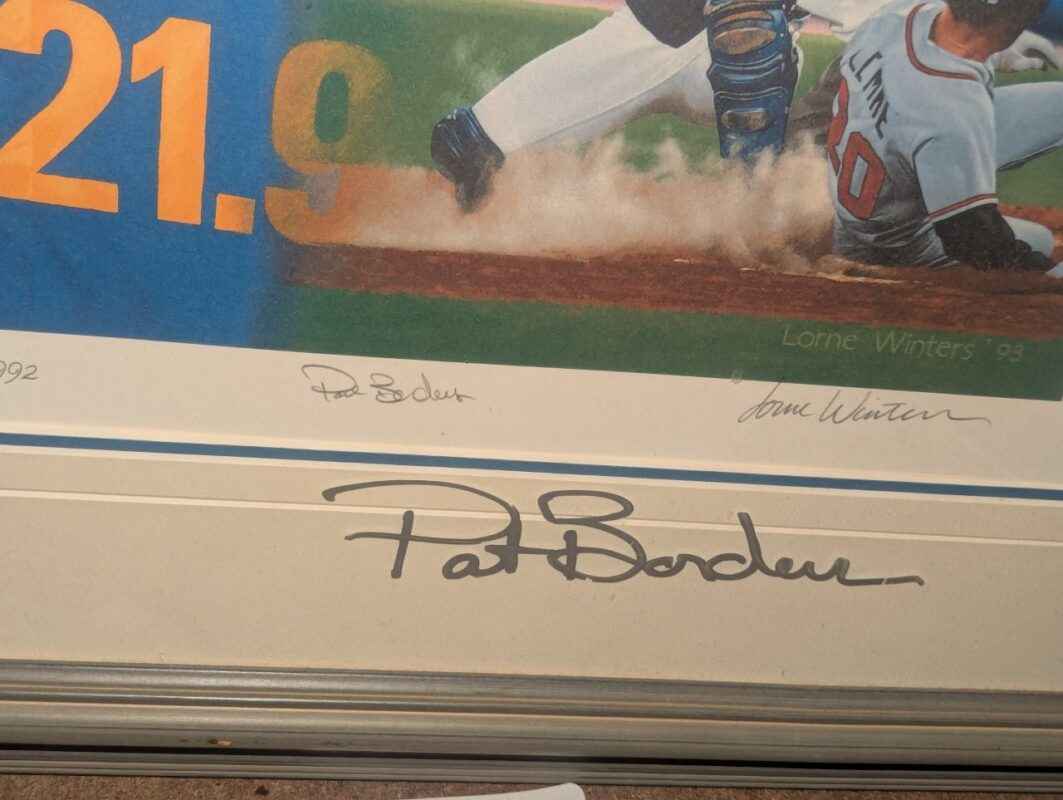 21.9
LEMKE
20
Lorne Winters '93
992
Pat Borders
Lorne Winters
Pat Borders